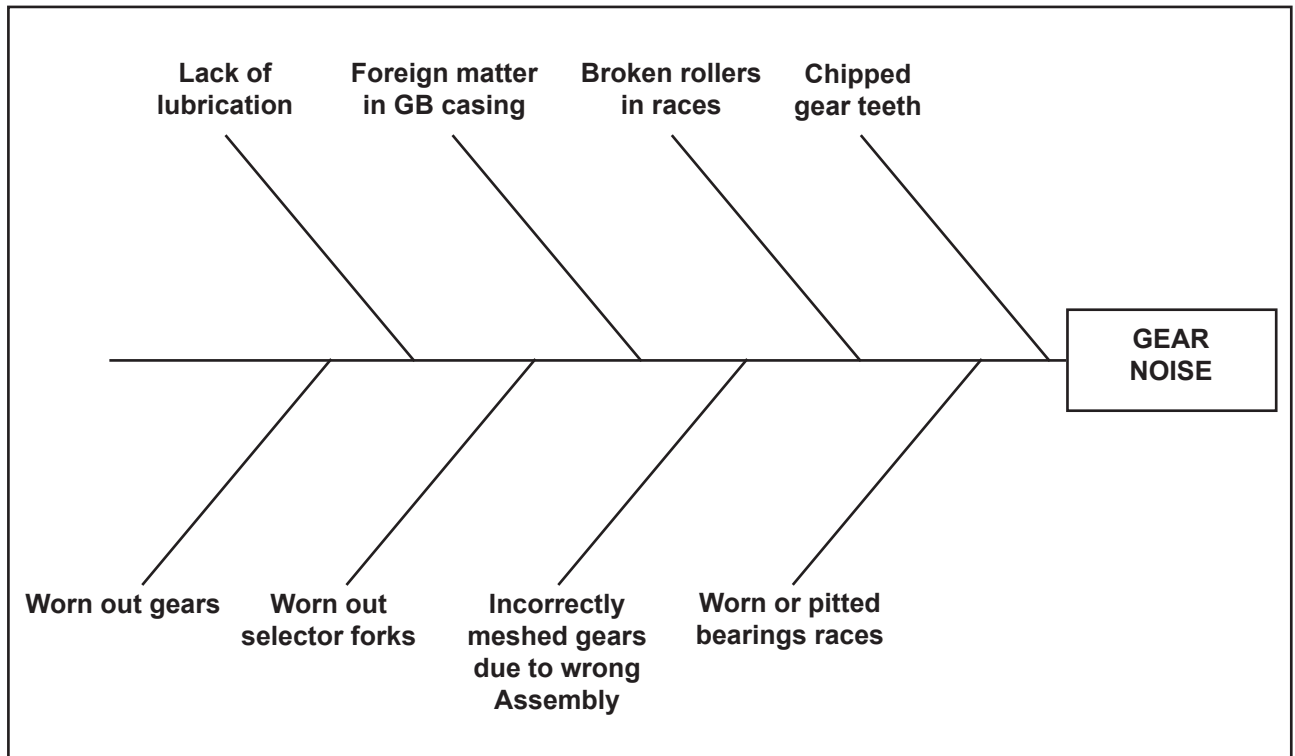 Lack of
lubrication
Foreign matter
in GB casing
Broken rollers
in races
Chipped
gear teeth
GEAR
NOISE
Worn out gears
Worn out
selector forks
Incorrectly
meshed gears
due to wrong
Assembly
Worn or pitted
bearings races